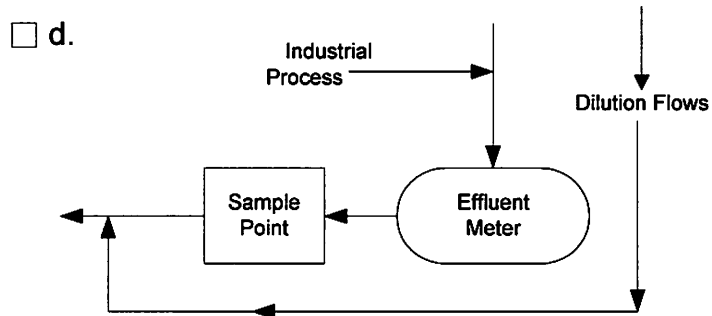 d.
Industrial
Process
Dilution Flows
Sample
Point
Effluent
Meter